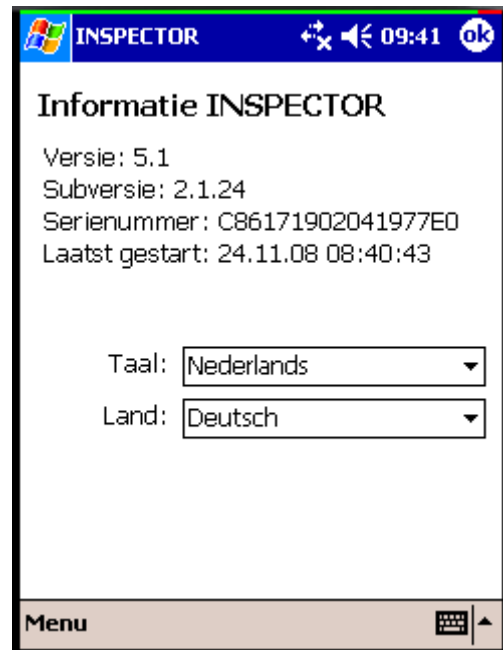 INSPECTOR 09:41 ok
Informatie INSPECTOR
Versie: 5.1
Subversie: 2.1.24
Serienummer: C86171902041977E0
Laatst gestart: 24.11.08 08:40:43
Taal: Nederlands
Land: Deutsch
Menu